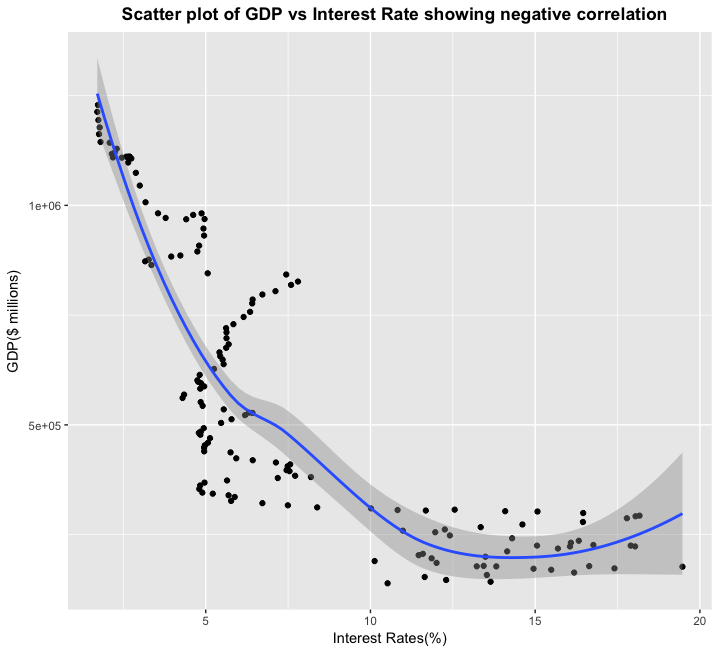 Scatter plot of GDP vs Interest Rate showing negative correlation
GDP($ millions)
1e+06
5e+05
5 10 15 20
Interest Rates(%)